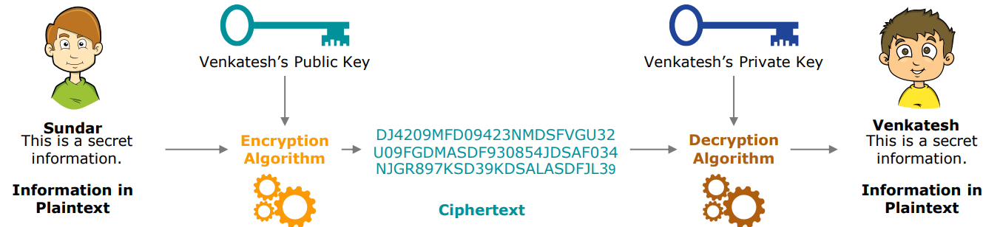 Venkatesh's Public Key
Venkatesh's Private Key
Sundar
This is a secret
information.
Information in
Plaintext
Encryption
Algorithm
DJ4209MFD09423NMDSFVGU32
U09FGDMASDF930854JDSAF034
NJGR897KSD39KDSALASDFJL39
Ciphertext
Decryption
Algorithm
Venkatesh
This is a secret
information.
Information in
Plaintext